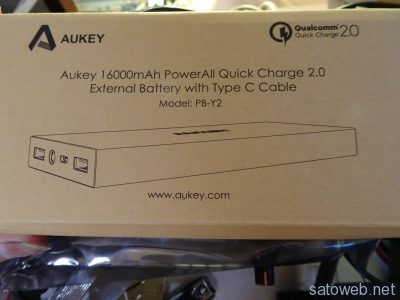 AUKEY
Qualcomm
Quick Charge 2.0
Aukey 16000mAh PowerAll Quick Charge 2.0
External Battery with Type C Cable
Model: PB-Y2
www.aukey.com
satoweb.net